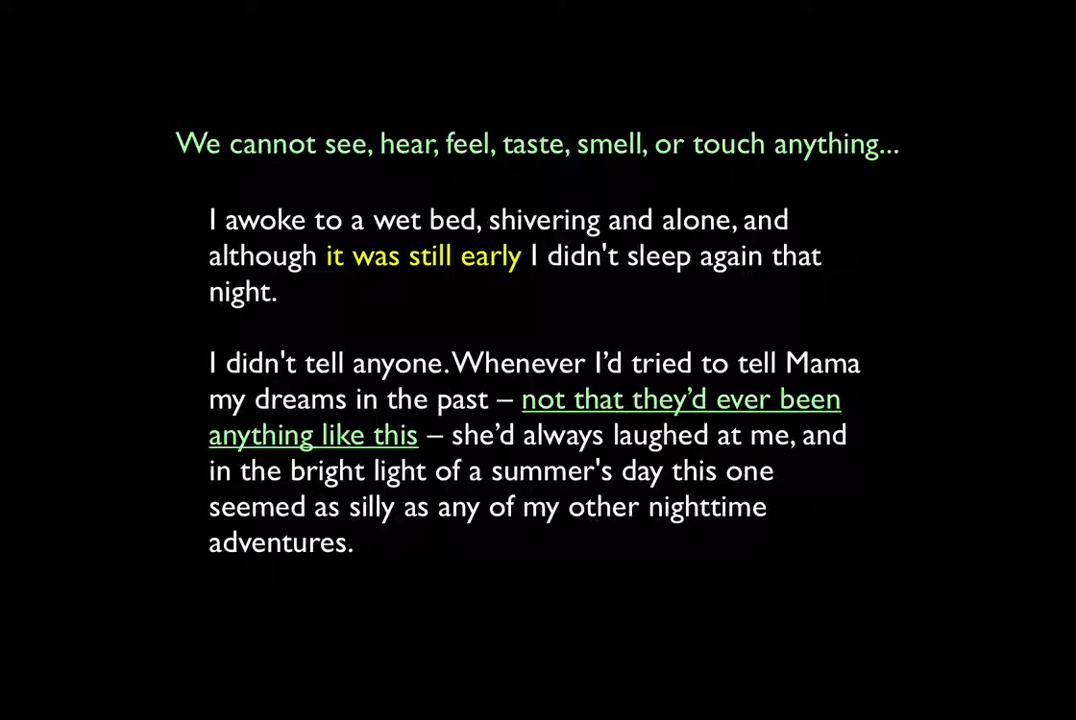 We cannot see, hear, feel, taste, smell, or touch anything...
I awoke to a wet bed, shivering and alone, and
although it was still early I didn't sleep again that
night.
I didn't tell anyone. Whenever I’d tried to tell Mama
my dreams in the past – not that they’d ever been
anything like this – she’d always laughed at me, and
in the bright light of a summer's day this one
seemed as silly as any of my other nighttime
adventures.